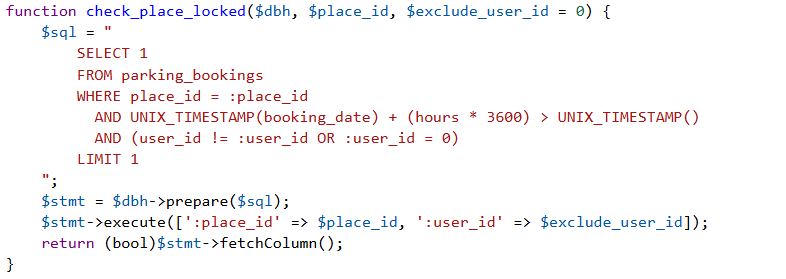 function check_place_locked($dbh, $place_id, $exclude_user_id = 0) {
    $sql = "
        SELECT 1
        FROM parking_bookings
        WHERE place_id = :place_id
          AND UNIX_TIMESTAMP(booking_date) + (hours * 3600) > UNIX_TIMESTAMP()
          AND (user_id != :user_id OR :user_id = 0)
        LIMIT 1
    ";
    $stmt = $dbh->prepare($sql);
    $stmt->execute([':place_id' => $place_id, ':user_id' => $exclude_user_id]);
    return (bool)$stmt->fetchColumn();
}